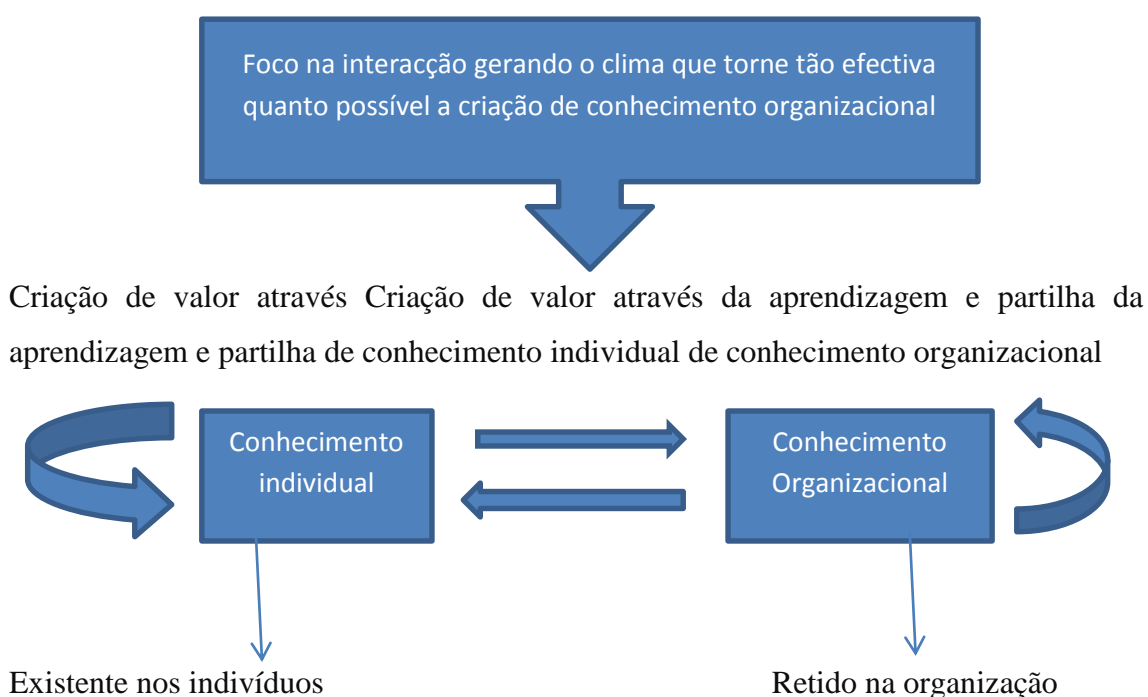 Foco na interacção gerando o clima que torne tão efectiva
quanto possível a criação de conhecimento organizacional
Criação de valor através Criação de valor através da aprendizagem e partilha da
aprendizagem e partilha de conhecimento individual de conhecimento organizacional
Conhecimento
individual
Conhecimento
Organizacional
Existente nos indivíduos
Retido na organização